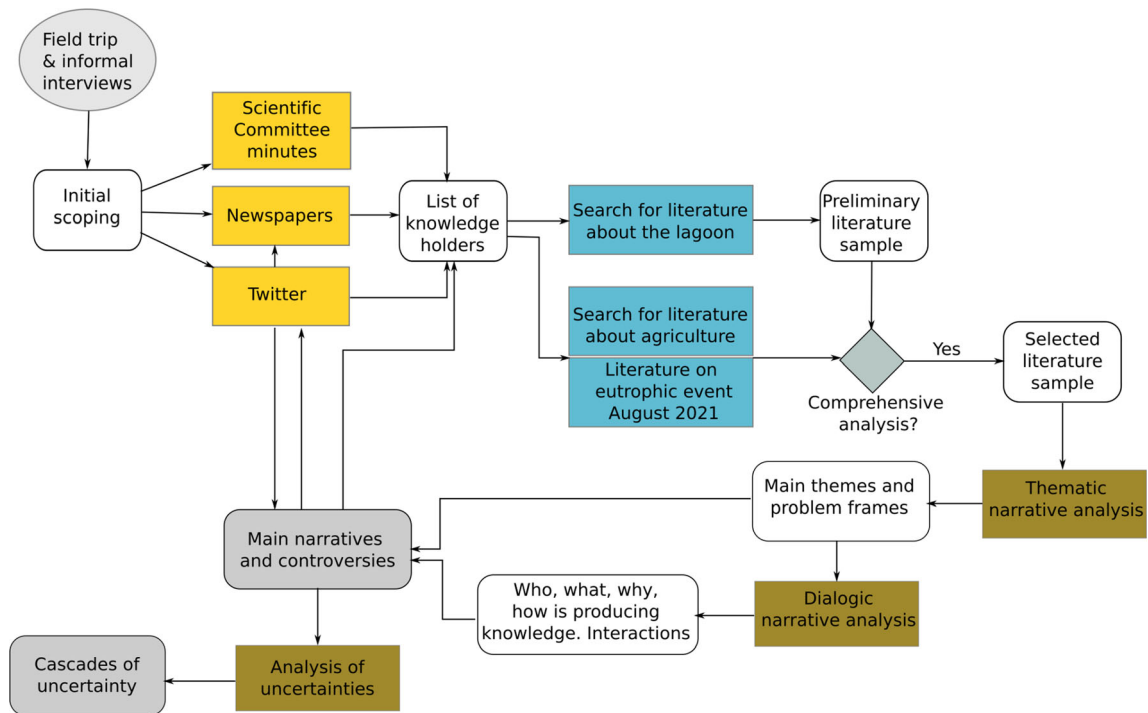 Field trip
& informal
interviews
Initial
scoping
Scientific
Committee
minutes
Newspapers
Twitter
List of
knowledge
holders
Search for literature
about the lagoon
Preliminary
literature
sample
Search for literature
about agriculture
Literature on
eutrophic event
August 2021
Comprehensive
analysis?
Yes
Selected
literature
sample
Thematic
narrative analysis
Main themes and
problem frames
Dialogic
narrative analysis
Who, what, why,
how is producing
knowledge. Interactions
Main narratives
and controversies
Analysis of
uncertainties
Cascades of
uncertainty